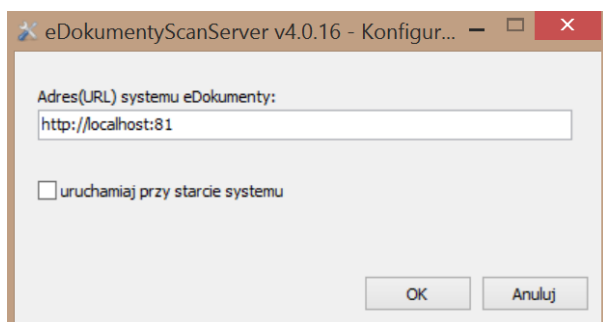 eDokumentyScanServer v4.0.16 - Konfigur...
Adres(URL) systemu eDokumenty:
http://localhost:81
uruchamiaj przy starcie systemu
OK Anuluj